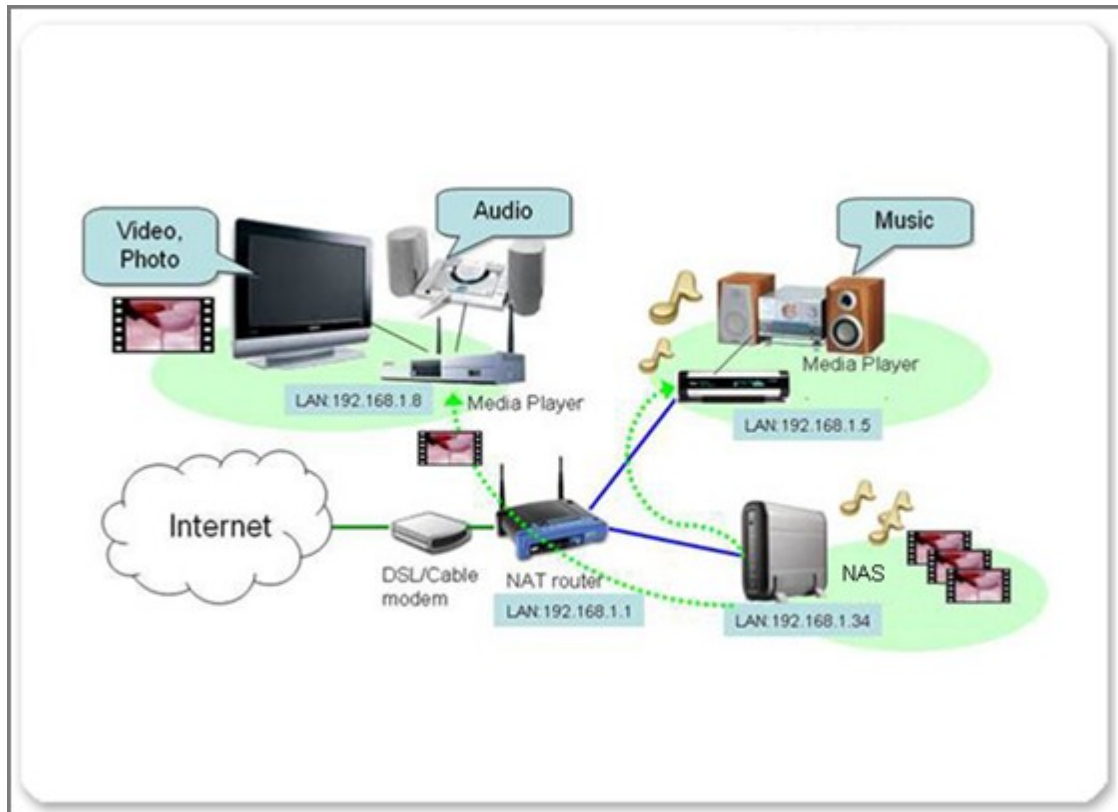 Video,
Photo
Audio
Music
LAN:192.168.1.8
Media Player
Media Player
LAN:192.168.1.5
Internet
DSL/Cable
modem
NAT router
LAN:192.168.1.1
NAS
LAN:192.168.1.34